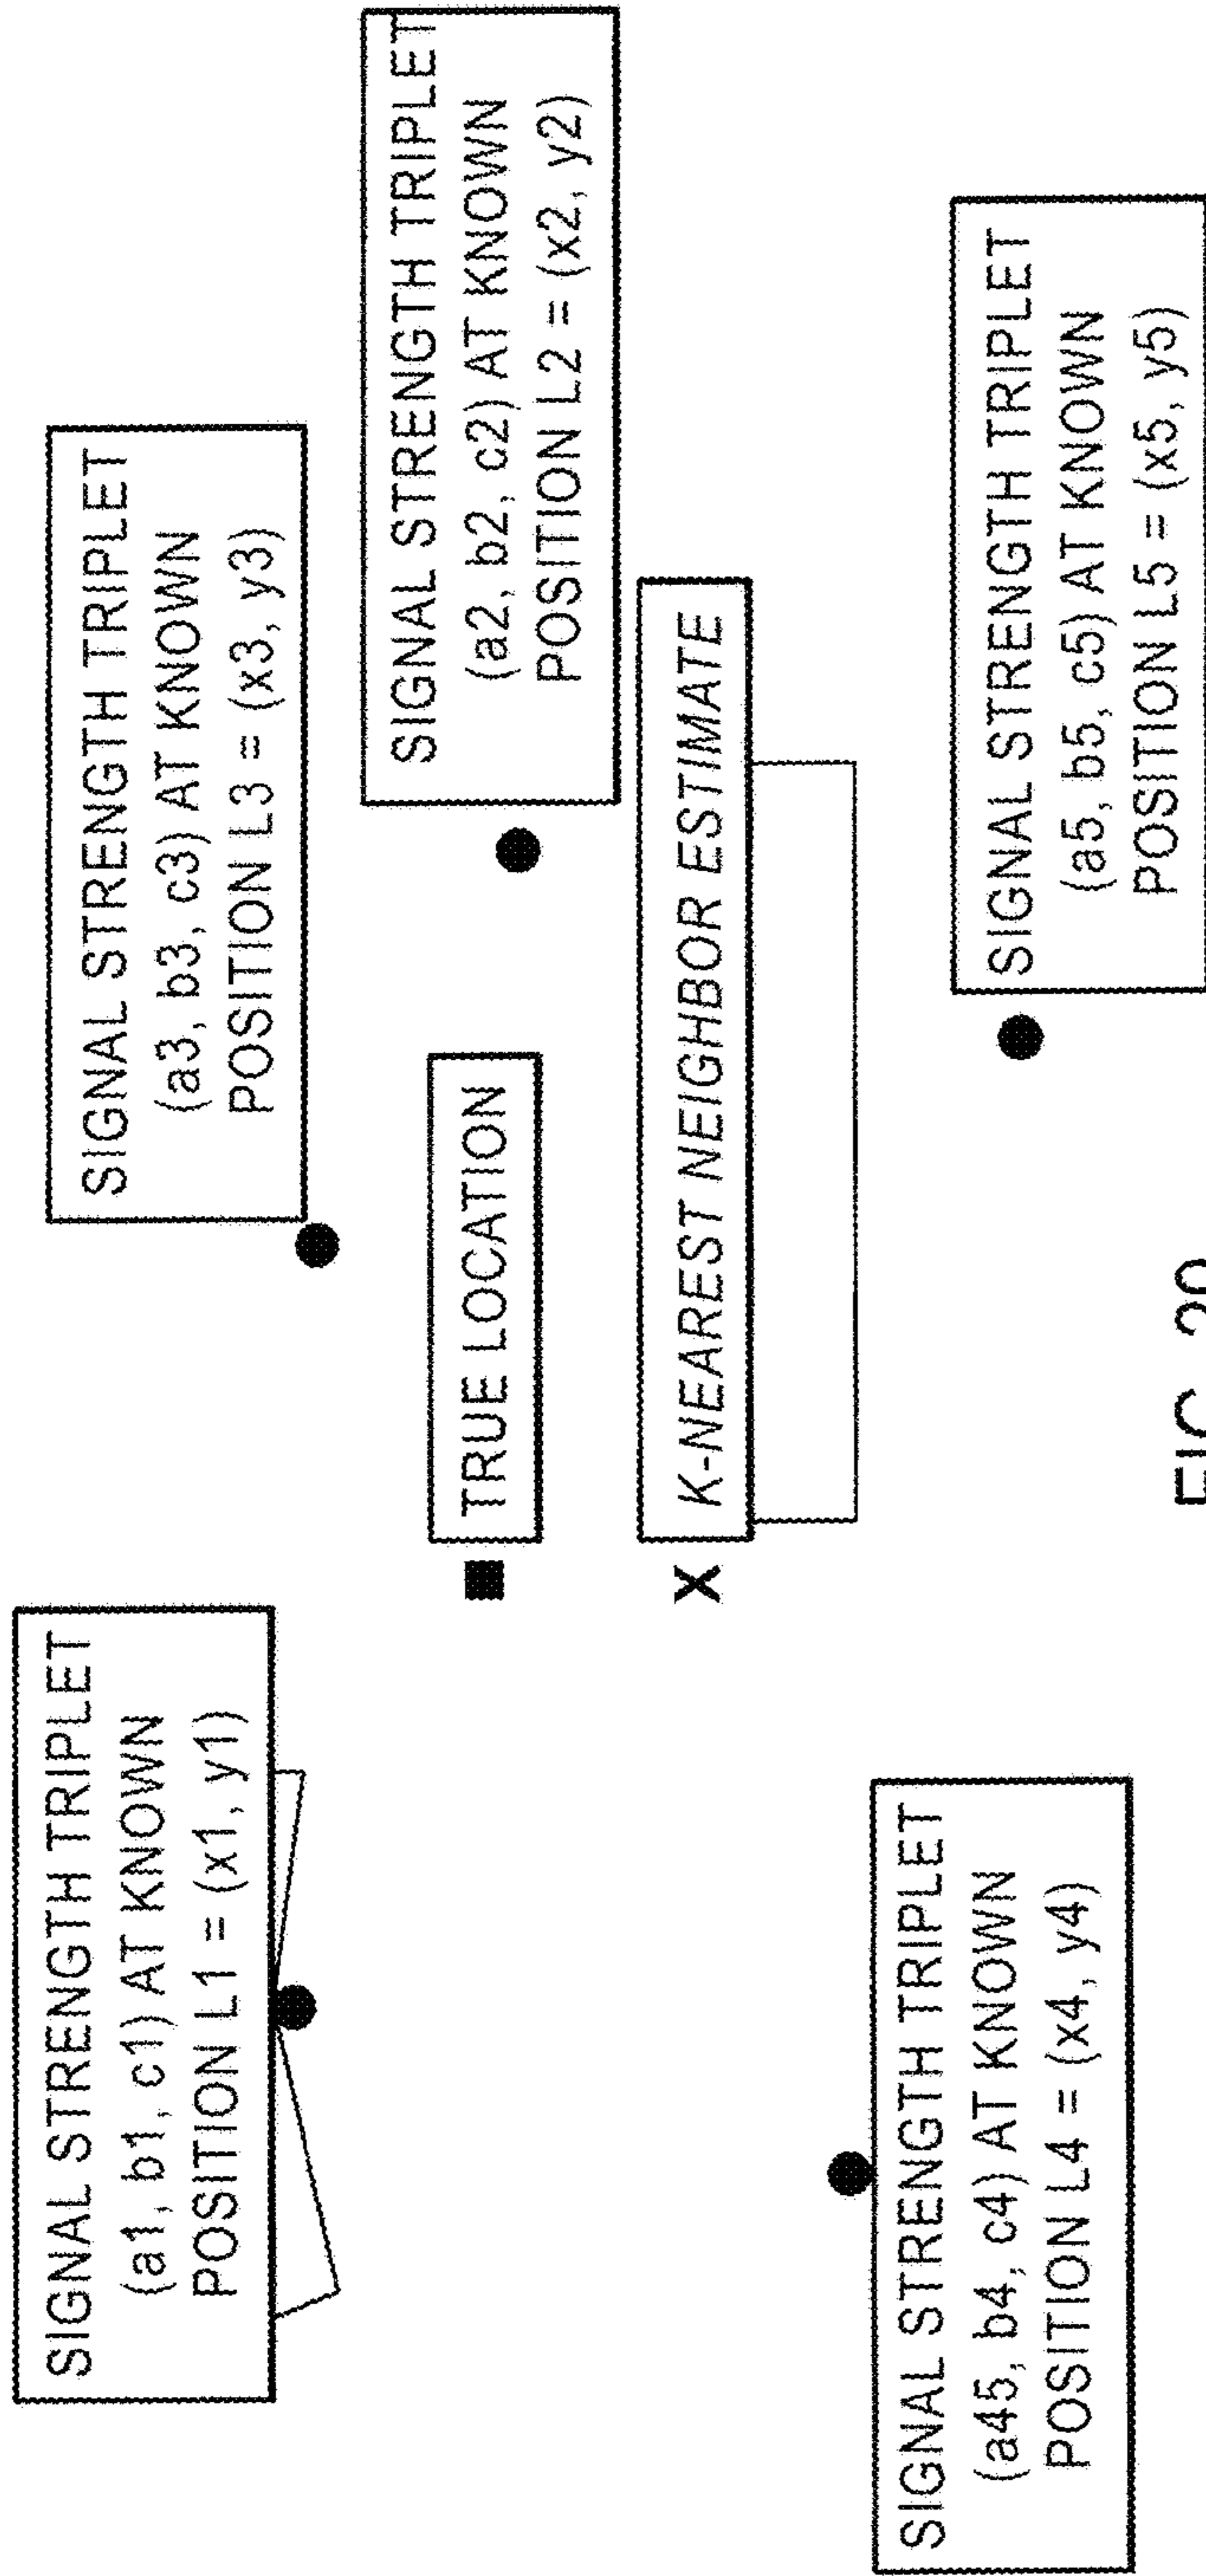 SIGNAL STRENGTH TRIPLET
(a1, b1, c1) AT KNOWN
POSITION L1 = (x1, y1)
SIGNAL STRENGTH TRIPLET
(a3, b3, c3) AT KNOWN
POSITION L3 = (x3, y3)
SIGNAL STRENGTH TRIPLET
(a2, b2, c2) AT KNOWN
POSITION L2 = (x2, y2)
TRUE LOCATION
X K-NEAREST NEIGHBOR ESTIMATE
SIGNAL STRENGTH TRIPLET
(a45, b4, c4) AT KNOWN
POSITION L4 = (x4, y4)
SIGNAL STRENGTH TRIPLET
(a5, b5, c5) AT KNOWN
POSITION L5 = (x5, y5)